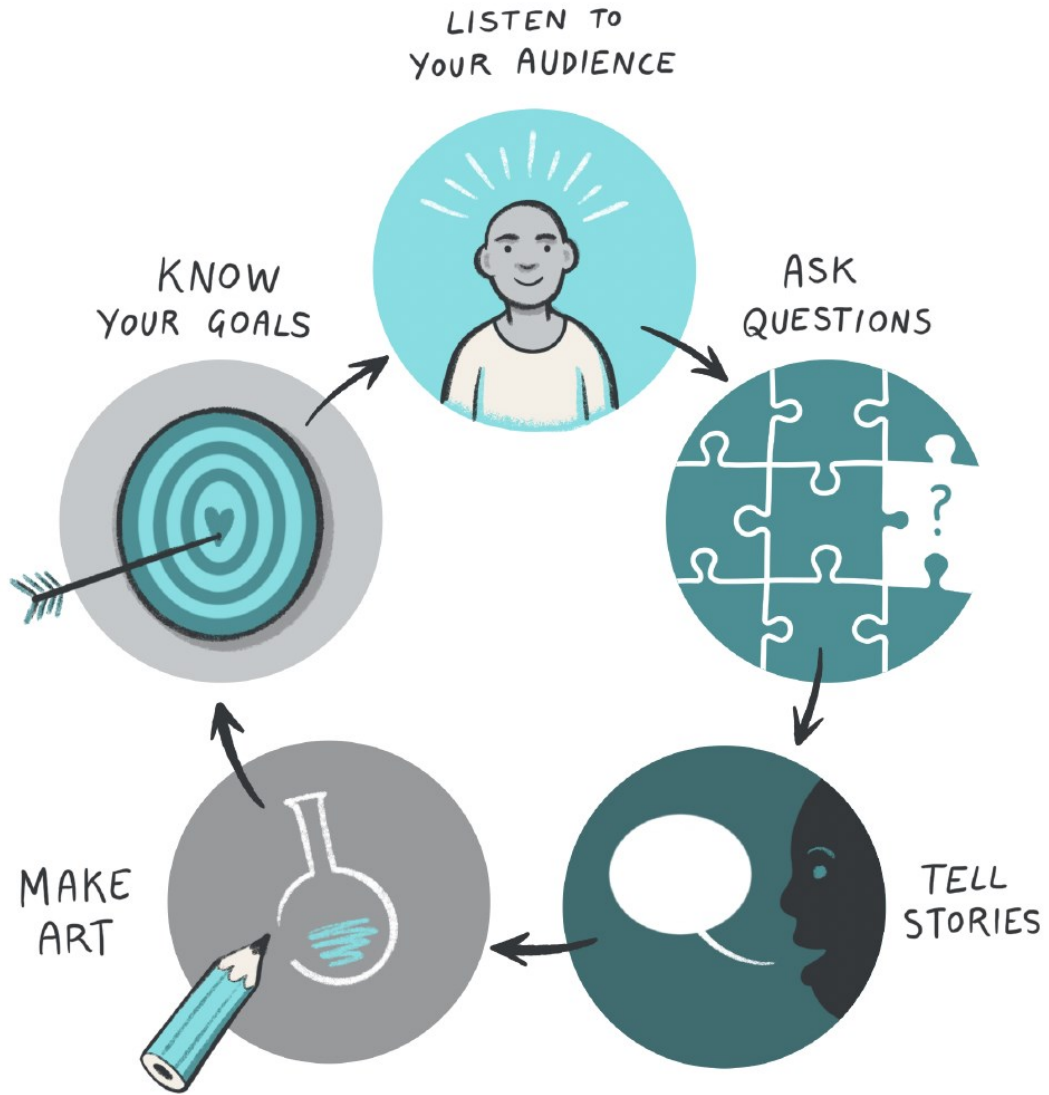 LISTEN TO
YOUR AUDIENCE
ASK
QUESTIONS
?
TELL
STORIES
MAKE
ART
KNOW
YOUR GOALS